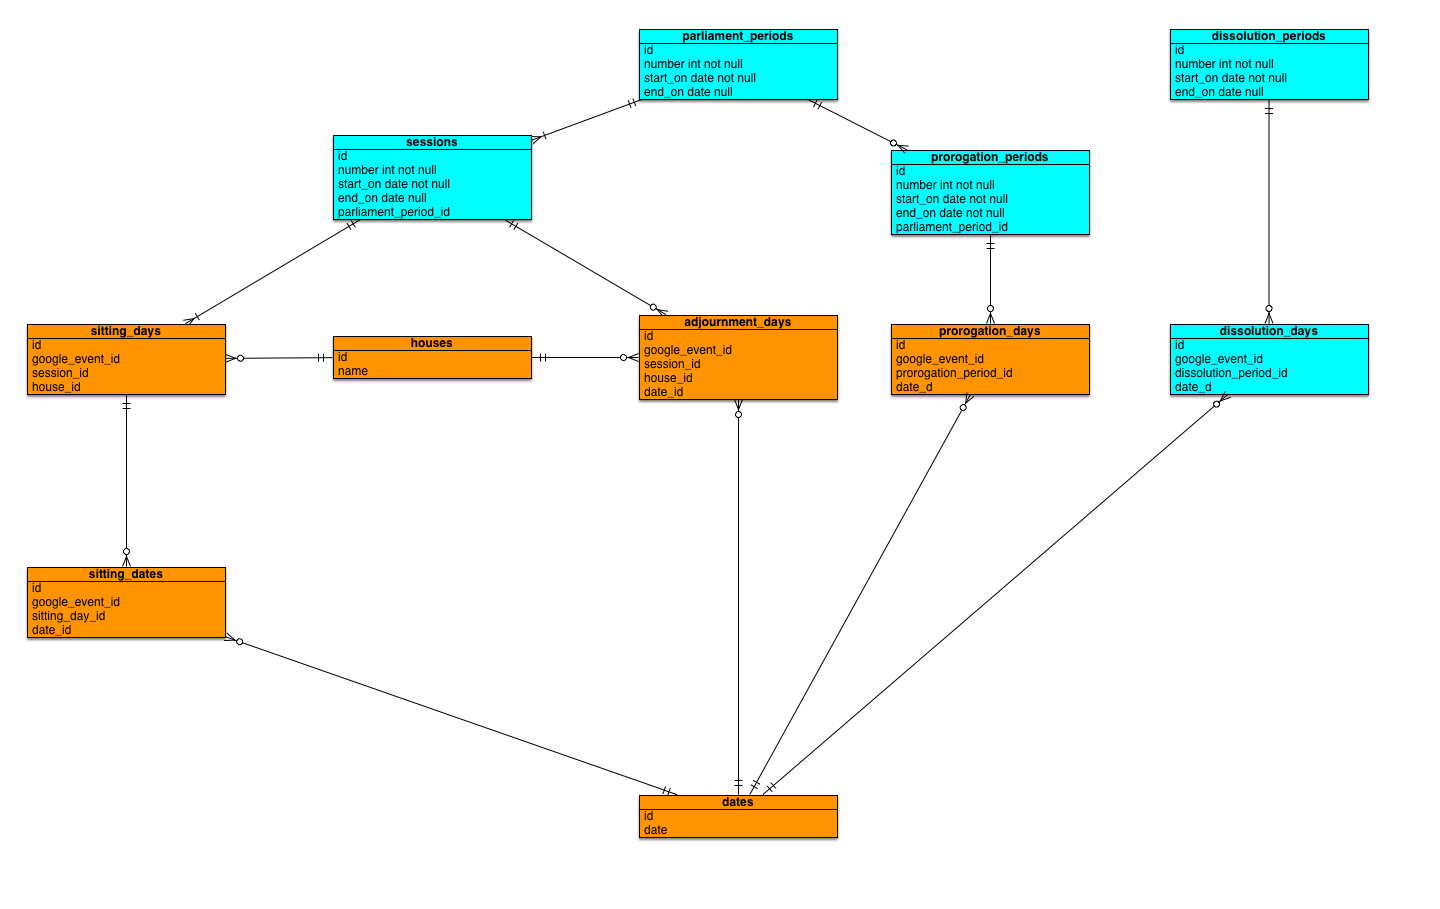 parliament_periods
id
number int not null
start_on date not null
end_on date null
dissolution_periods
id
number int not null
start_on date not null
end_on date null
sessions
id
number int not null
start_on date not null
end_on date null
parliament_period_id
prorogation_periods
id
number int not null
start_on date not null
end_on date not null
parliament_period_id
sitting_days
id
google_event_id
session_id
house_id
houses
id
name
adjournment_days
id
google_event_id
session_id
house_id
date_id
prorogation_days
id
google_event_id
prorogation_period_id
date_d
dissolution_days
id
google_event_id
dissolution_period_id
date_d
sitting_dates
id
google_event_id
sitting_day_id
date_id
dates
id
date